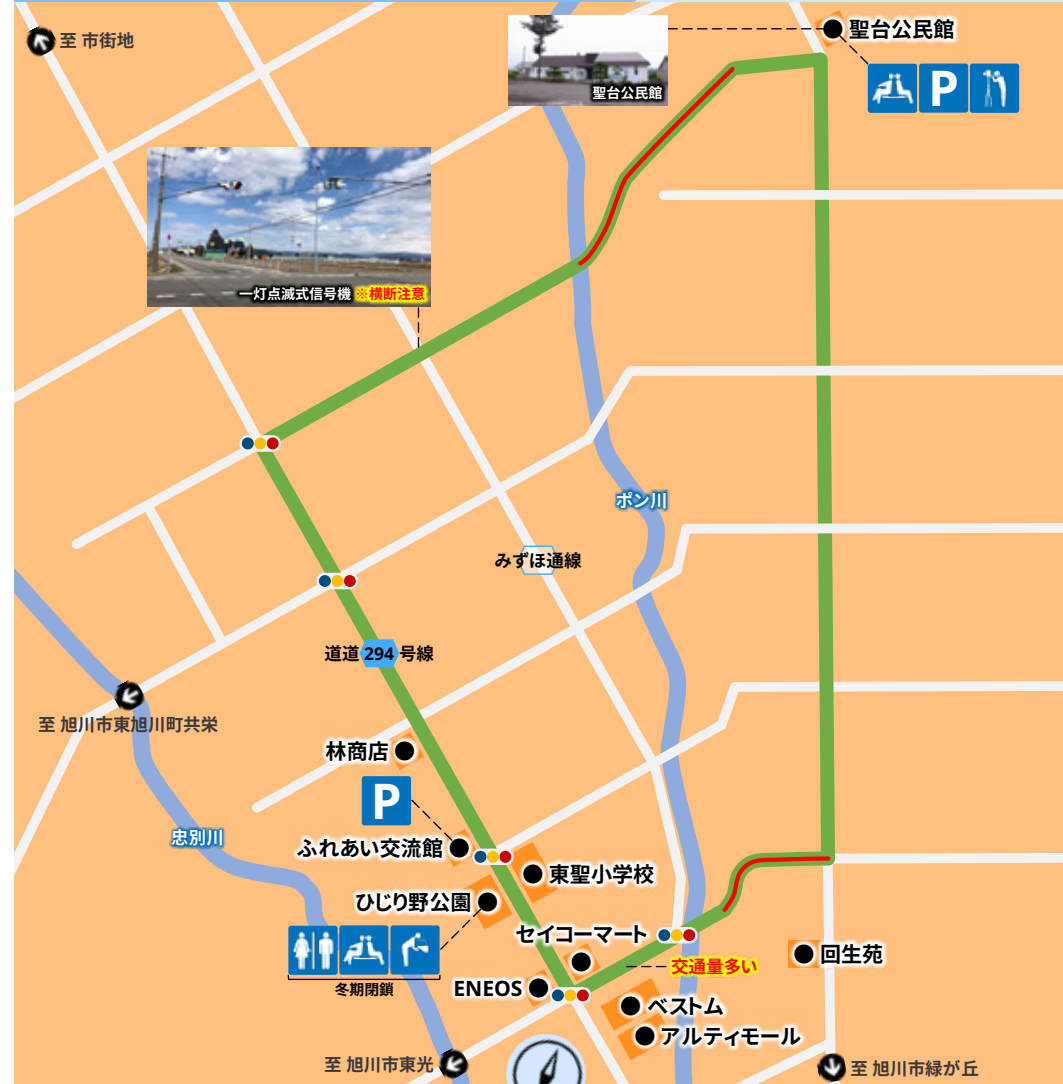 至 市街地
聖台公民館
聖台公民館
P
一灯点滅式信号機 ※横断注意
ポン川
みずほ通線
道道 294 号線
至 旭川市東旭川町共栄
林商店
P
忠別川
ふれあい交流館
東聖小学校
ひじり野公園
セイコーマート
回生苑
交通量多い
冬期閉鎖
ENEOS
ベストム
アルティモール
至 旭川市東光
至 旭川市緑が丘